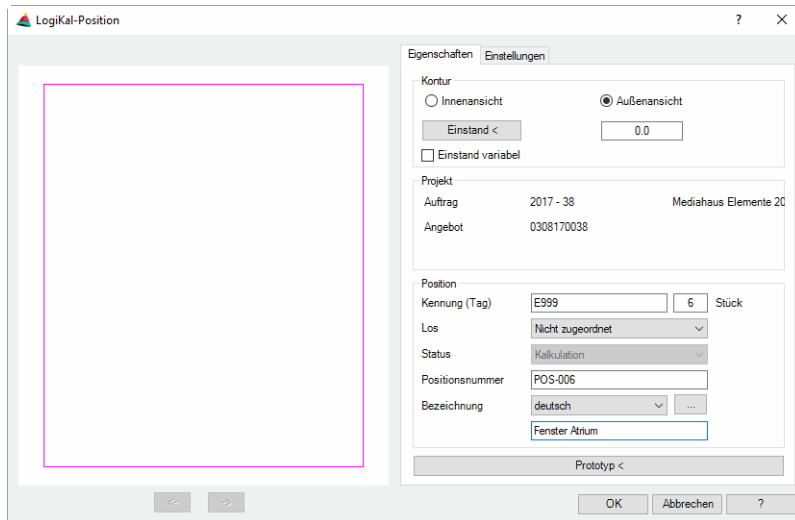 LogiKal-Position ?
Eigenschaften Einstellungen
Kontur
Innenansicht Außenansicht
Einstand < 0.0
Einstand variabel
Projekt
Auftrag 2017 - 38 Mediahaus Elemente 20
Angebot 0308170038
Position
Kennung (Tag) E999 6 Stück
Los Nicht zugeordnet
Status Kalkulation
Positionsnummer POS-006
Bezeichnung deutsch ...
Fenster Atrium
Prototyp <
<- ->
OK Abbrechen ?